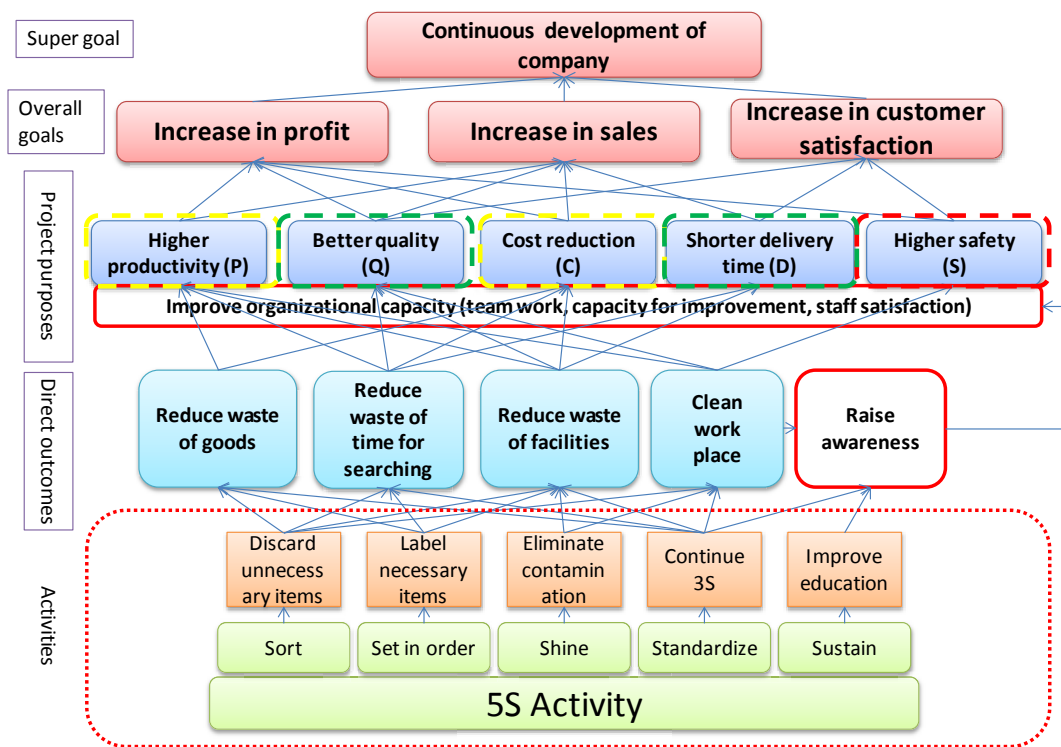 Super goal
Continuous development of
company
Overall
goals
Increase in profit
Increase in sales
Increase in customer
satisfaction
Project purposes
Higher
productivity (P)
Better quality
(Q)
Cost reduction
(C)
Shorter delivery
time (D)
Higher safety
(S)
Improve organizational capacity (team work, capacity for improvement, staff satisfaction)
Direct outcomes
Reduce waste
of goods
Reduce
waste of
time for
searching
Reduce waste
of facilities
Clean
work
place
Raise
awareness
Activities
Discard
unnecess
ary items
Label
necessary
items
Eliminate
contamin
ation
Continue
3S
Improve
education
Sort
Set in order
Shine
Standardize
Sustain
5S Activity